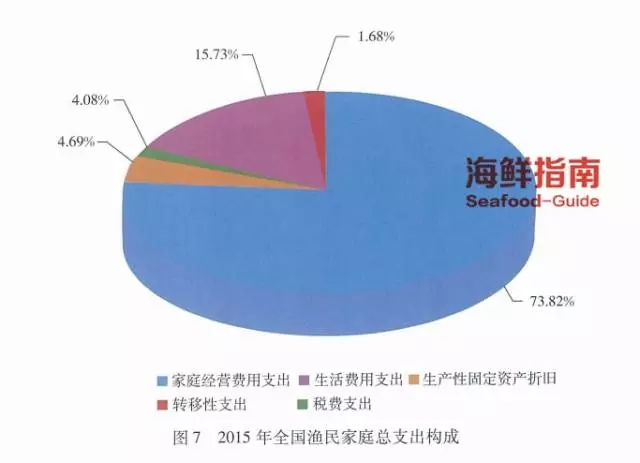 1.68%
15.73%
4.08%
4.69%
海鲜指南
Seafood-Guide
73.82%
家庭经营费用支出 生活费用支出 生产性固定资产折旧
转移性支出 税费支出
图7 2015年全国渔民家庭总支出构成